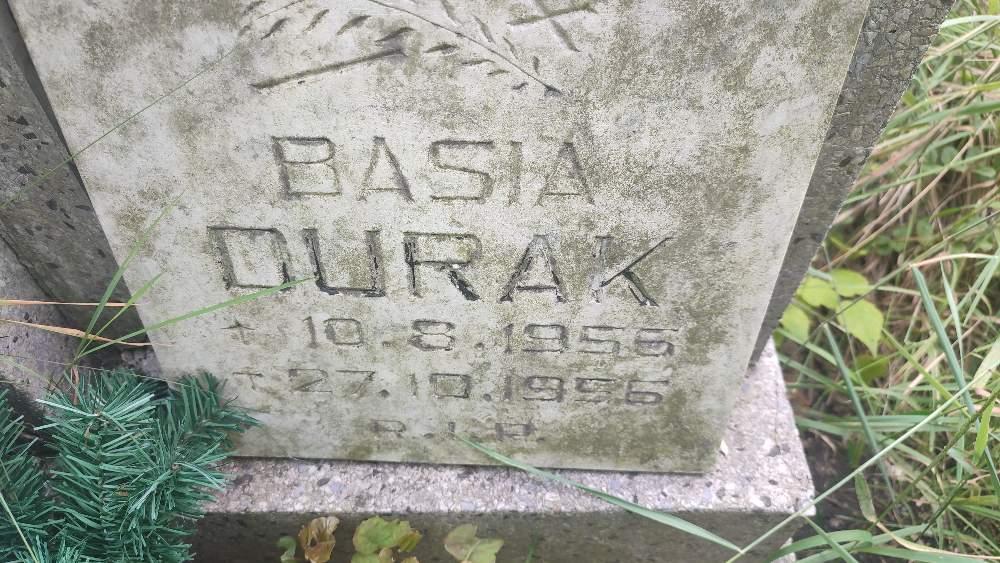 BASIA
DURAK
* 10.8.1956
+ 27.10.1956
R.I.P.